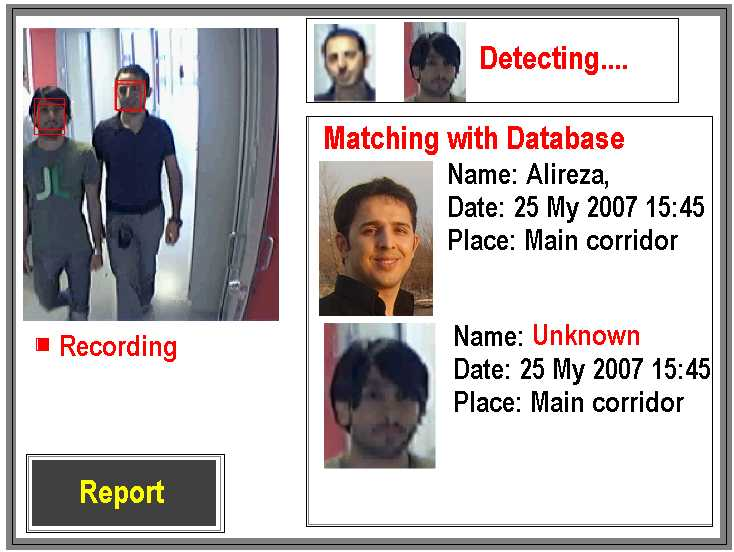 Detecting....
Matching with Database
Name: Alireza,
Date: 25 My 2007 15:45
Place: Main corridor
Name: Unknown
Date: 25 My 2007 15:45
Place: Main corridor
JL
Recording
Report